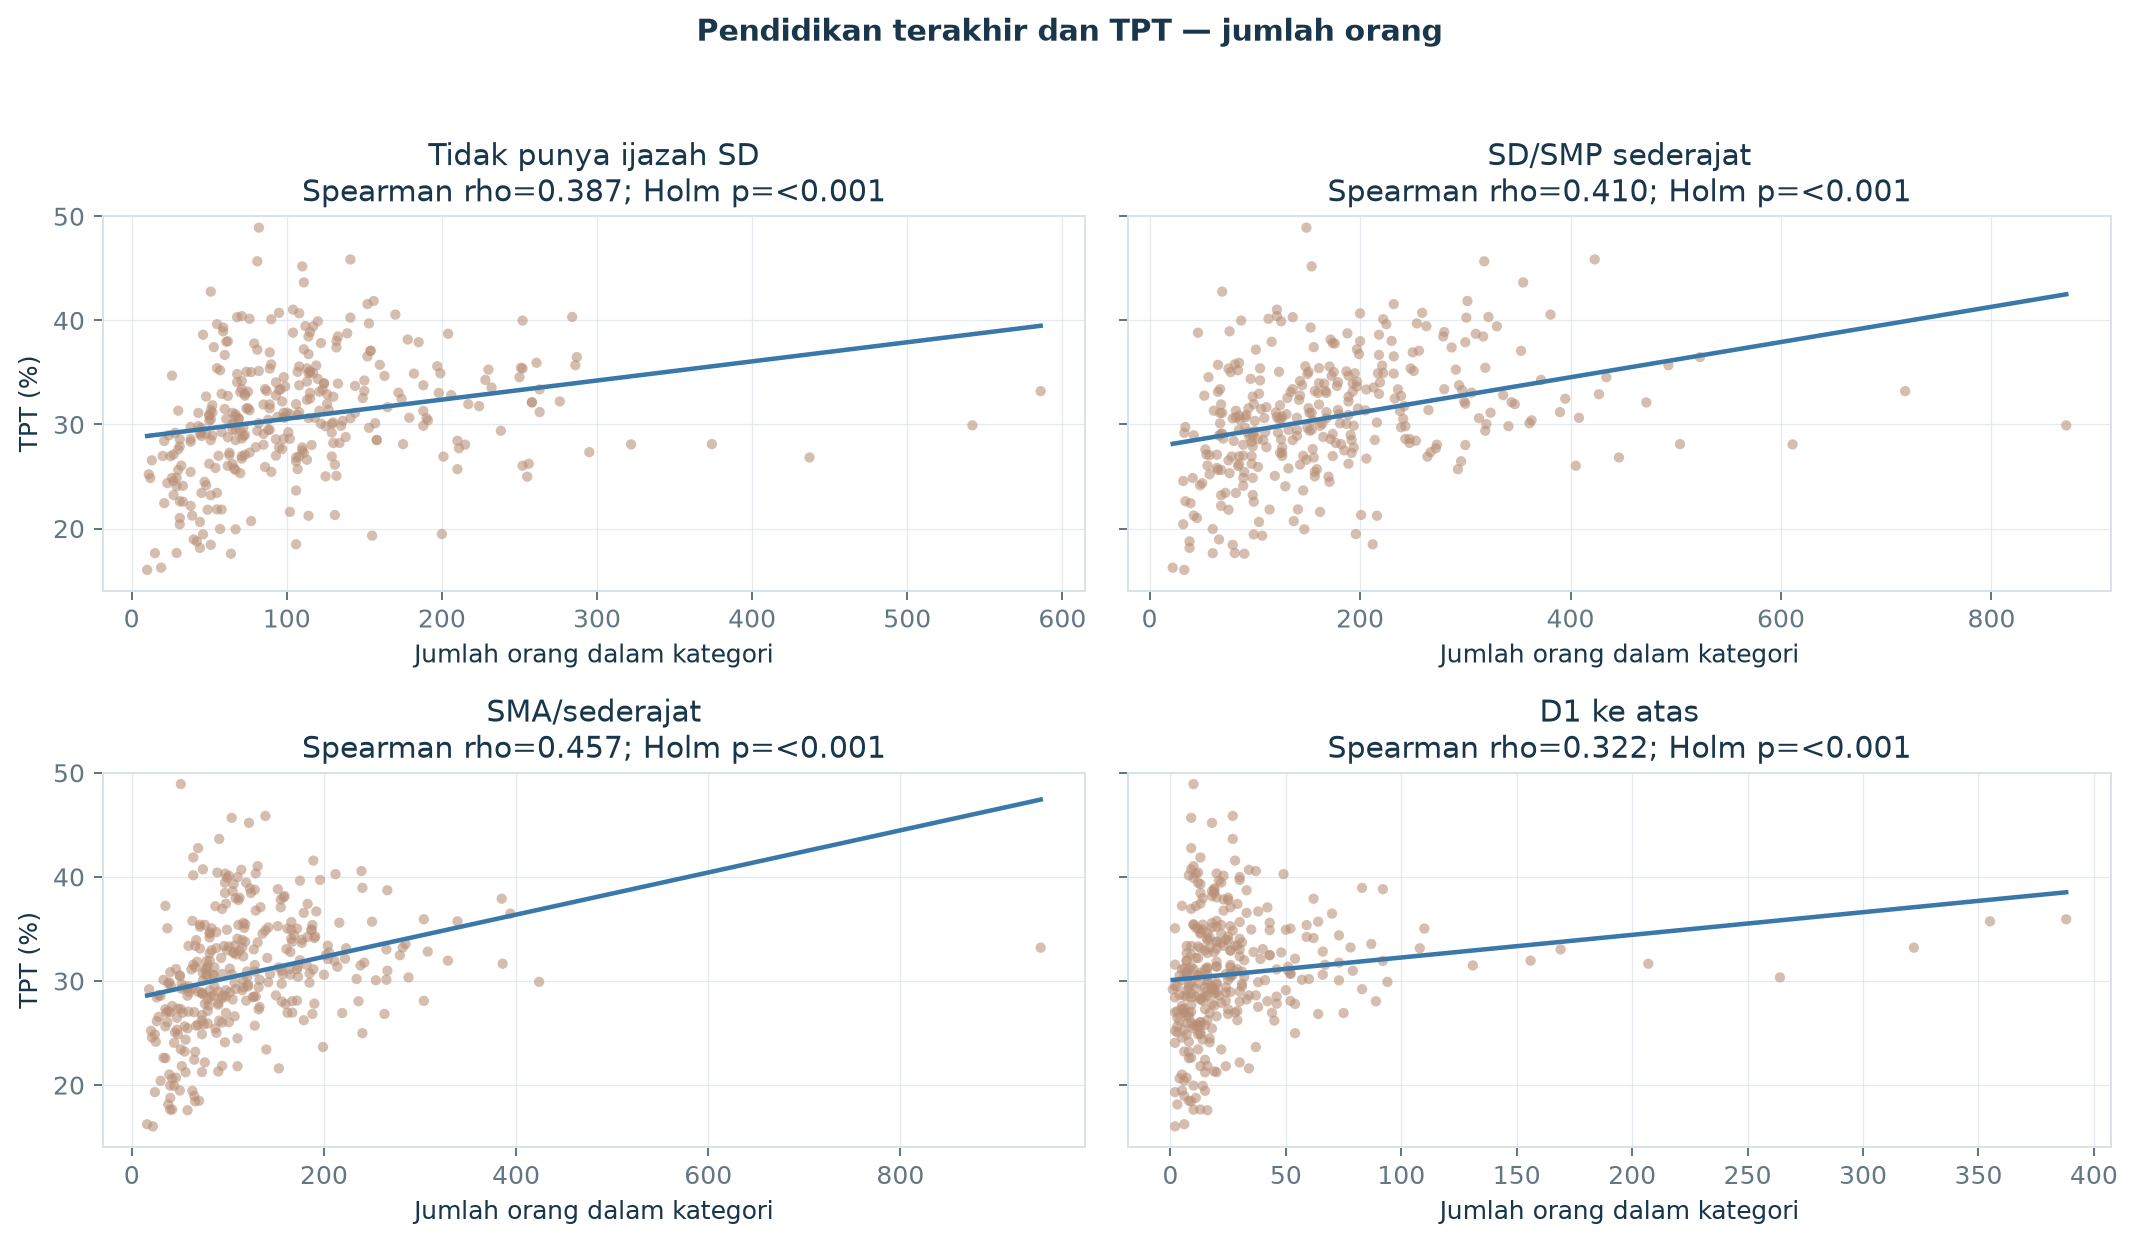 Pendidikan terakhir dan TPT — jumlah orang
Tidak punya ijazah SD
Spearman rho=0.387; Holm p=<0.001
TPT (%)
50
40
30
20
0 100 200 300 400 500 600
Jumlah orang dalam kategori
SD/SMP sederajat
Spearman rho=0.410; Holm p=<0.001
0 200 400 600 800
Jumlah orang dalam kategori
SMA/sederajat
Spearman rho=0.457; Holm p=<0.001
TPT (%)
50
40
30
20
0 200 400 600 800
Jumlah orang dalam kategori
D1 ke atas
Spearman rho=0.322; Holm p=<0.001
0 50 100 150 200 250 300 350 400
Jumlah orang dalam kategori